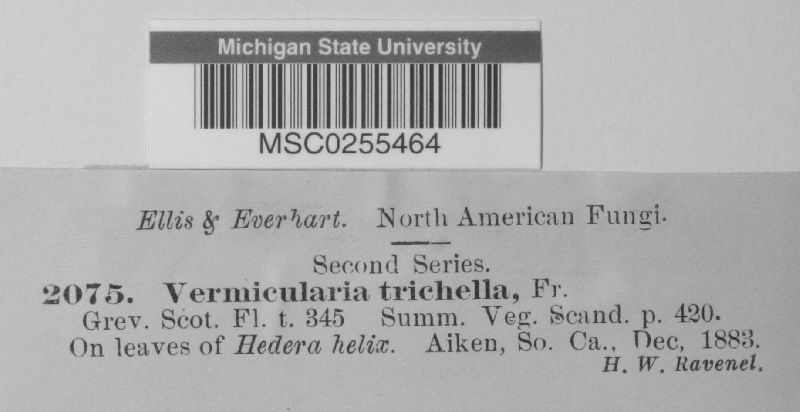 Michigan State University
MSC0255464
Ellis & Everhart. North American Fungi.
Second Series.
2075. Vermicularia trichella, Fr.
Grev. Scot. Fl. t. 345 Summ. Veg. Scand. p. 420.
On leaves of Hedera helix. Aiken, So. Ca., Dec, 1883.
H. W. Ravenel.